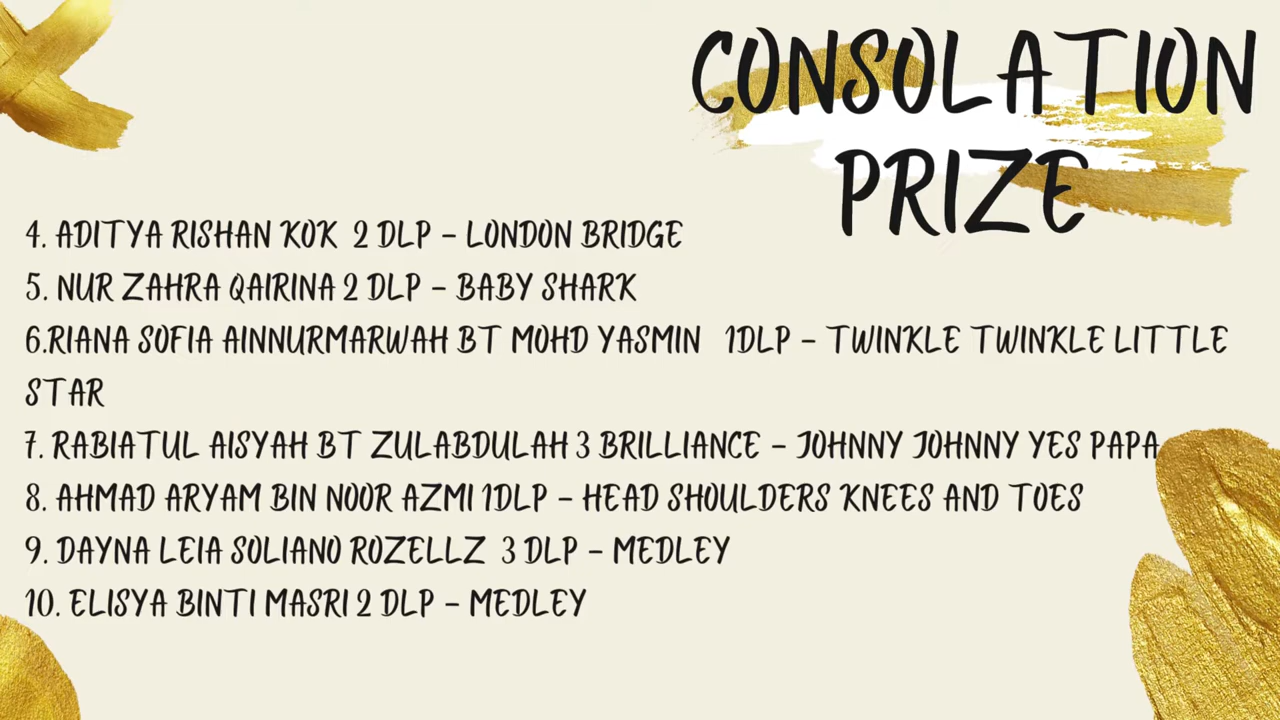 CONSOLATION
PRIZE
4. ADITYA RISHAN KOK 2 DLP - LONDON BRIDGE
5. NUR ZAHRA QAIRINA 2 DLP - BABY SHARK
6.RIANA SOFIA AINNURMARWAH BT MOHD YASMIN 1DLP - TWINKLE TWINKLE LITTLE
STAR
7. RABIATUL AISYAH BT ZULABDULAH 3 BRILLIANCE - JOHNNY JOHNNY YES PAPA
8. AHMAD ARYAM BIN NOOR AZMI 1DLP - HEAD SHOULDERS KNEES AND TOES
9. DAYNA LEIA SOLIANO ROZELLZ 3 DLP - MEDLEY
10. ELISYA BINTI MASRI 2 DLP - MEDLEY